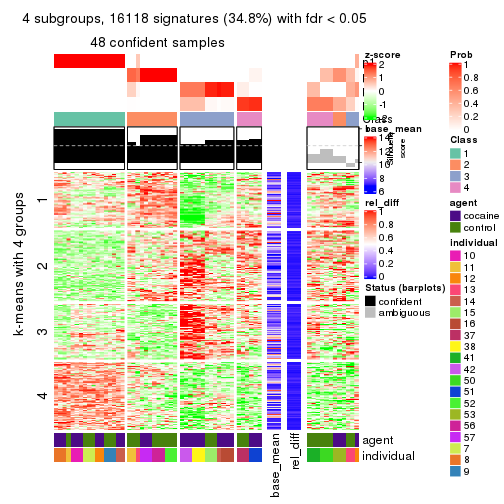 4 subgroups, 16118 signatures (34.8%) with fdr < 0.05
48 confident samples
z-score
2
1
0
-1
-2
Class
base_mean
14
12
10
8
6
rel_diff
1
0.8
0.6
0.4
0.2
0
Status (barplots)
confident
ambiguous
Silhouette
score
k-means with 4 groups
1
2
3
4
agent
individual
base_mean
rel_diff
Prob
1
0.8
0.6
0.4
0.2
0
Class
1
2
3
4
agent
cocaine
control
individual
10
11
12
13
14
15
16
37
38
41
42
50
51
52
53
56
57
7
8
9